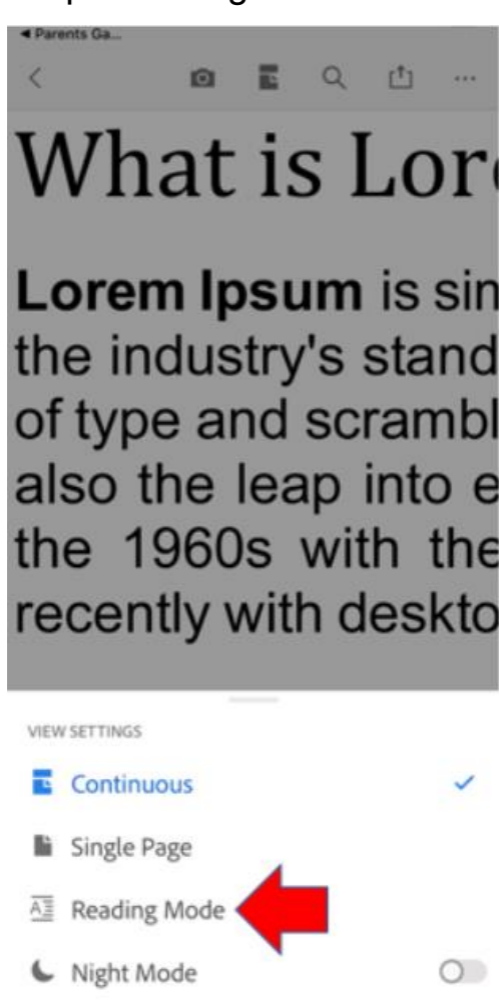 ◄ Parents Ga...
What is Lor
Lorem Ipsum is sin
the industry's stand
of type and scrambl
also the leap into e
the 1960s with the
recently with deskto
VIEW SETTINGS
Continuous
Single Page
Reading Mode
Night Mode